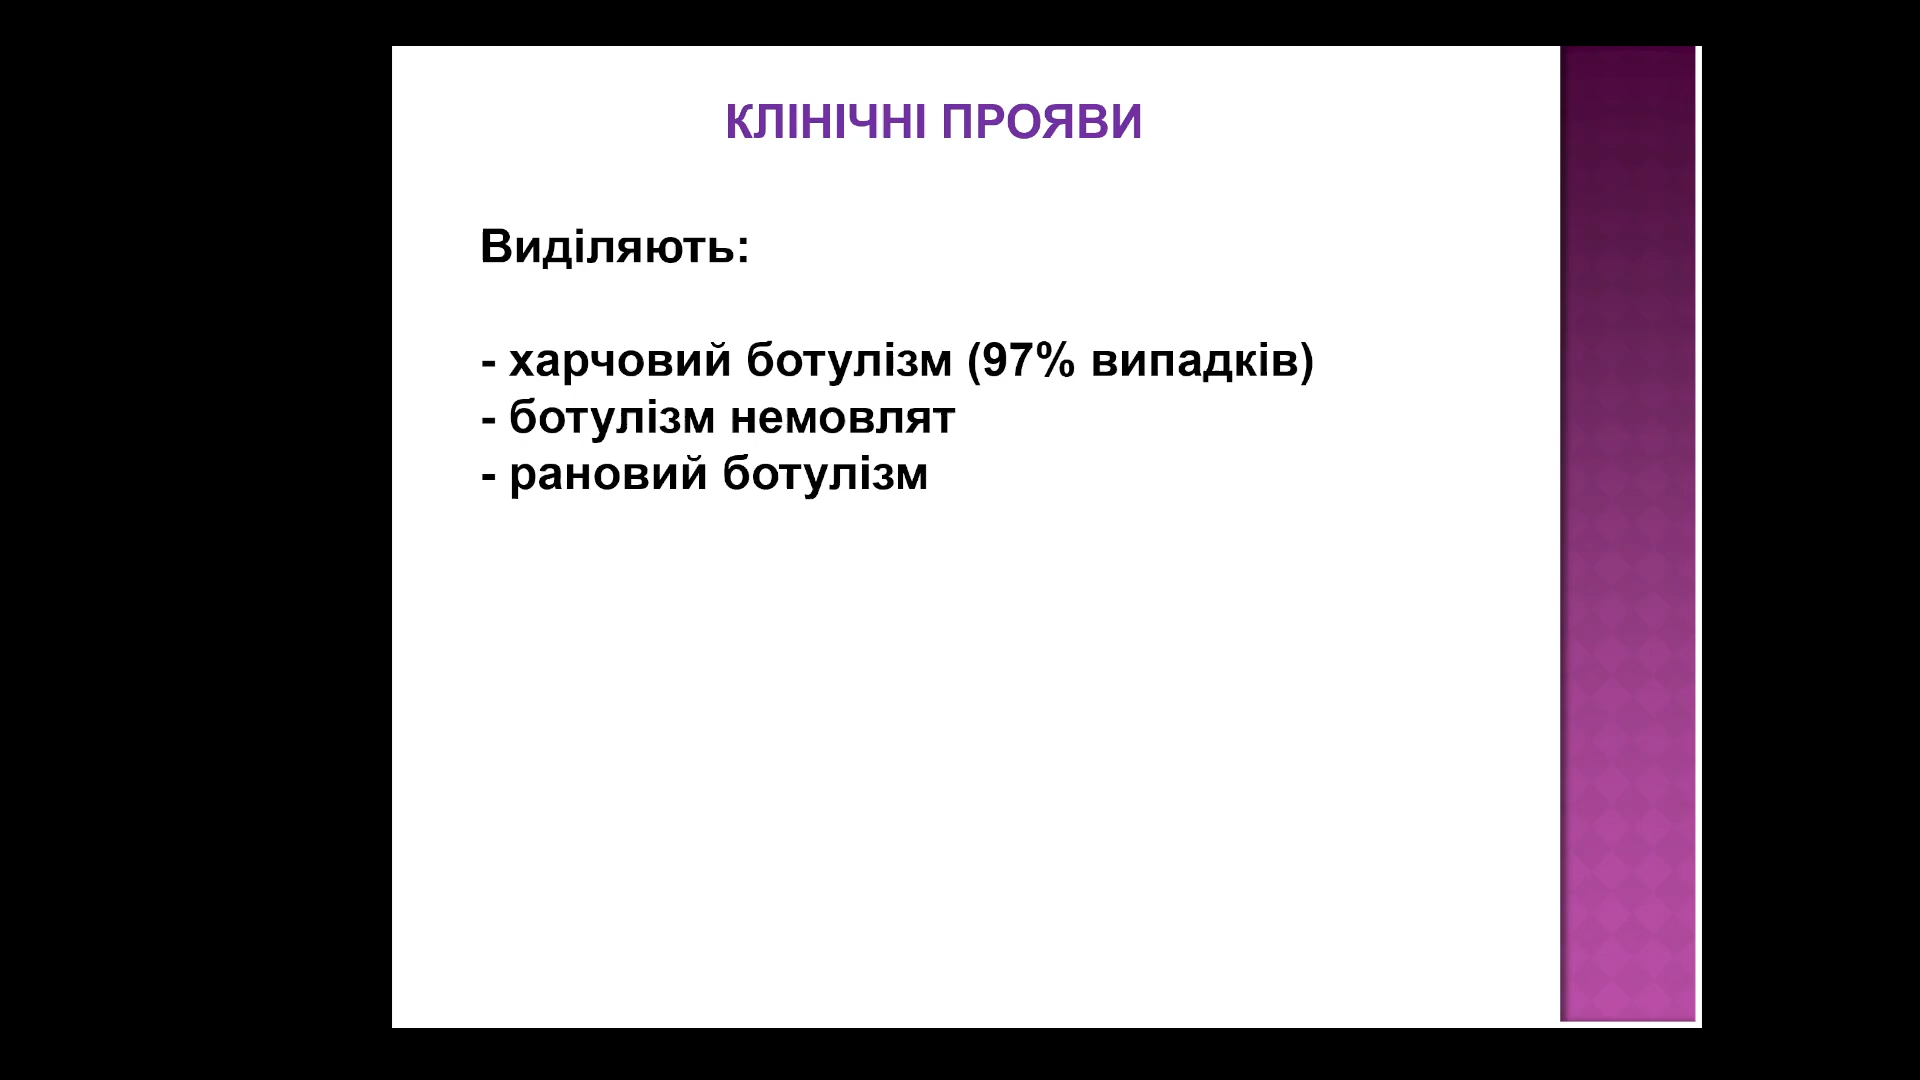 КЛІНІЧНІ ПРОЯВИ
Виділяють:
- харчовий ботулізм (97% випадків)
- ботулізм немовлят
- рановий ботулізм